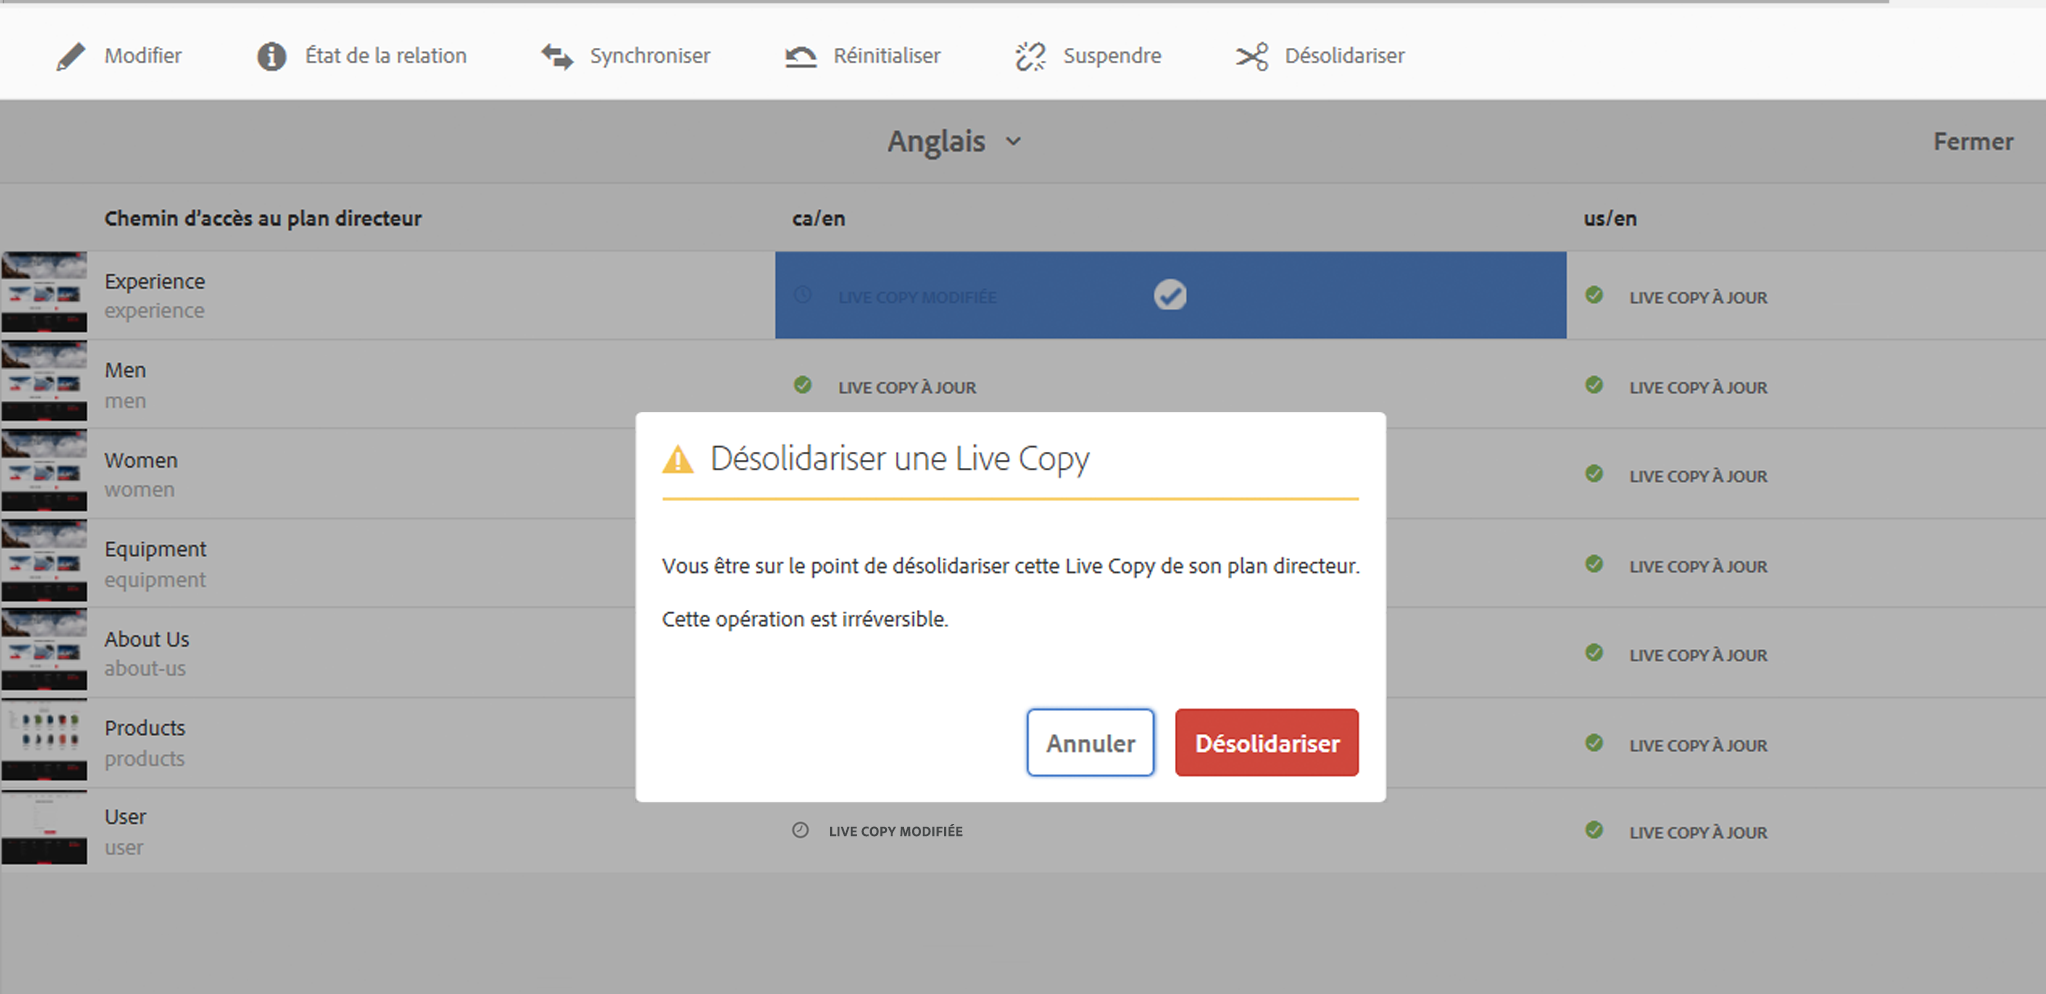 Modifier
État de la relation
Synchroniser
Réinitialiser
Suspendre
Désolidariser
Anglais
Fermer
Chemin d'accès au plan directeur
ca/en
us/en
Experience
experience
LIVE COPY MODIFIÉE
LIVE COPY À JOUR
Men
men
LIVE COPY À JOUR
LIVE COPY À JOUR
Women
women
LIVE COPY À JOUR
Equipment
equipment
LIVE COPY À JOUR
About Us
about-us
LIVE COPY À JOUR
Products
products
LIVE COPY À JOUR
User
user
LIVE COPY MODIFIÉE
LIVE COPY À JOUR
Désolidariser une Live Copy
Vous être sur le point de désolidariser cette Live Copy de son plan directeur.
Cette opération est irréversible.
Annuler
Désolidariser